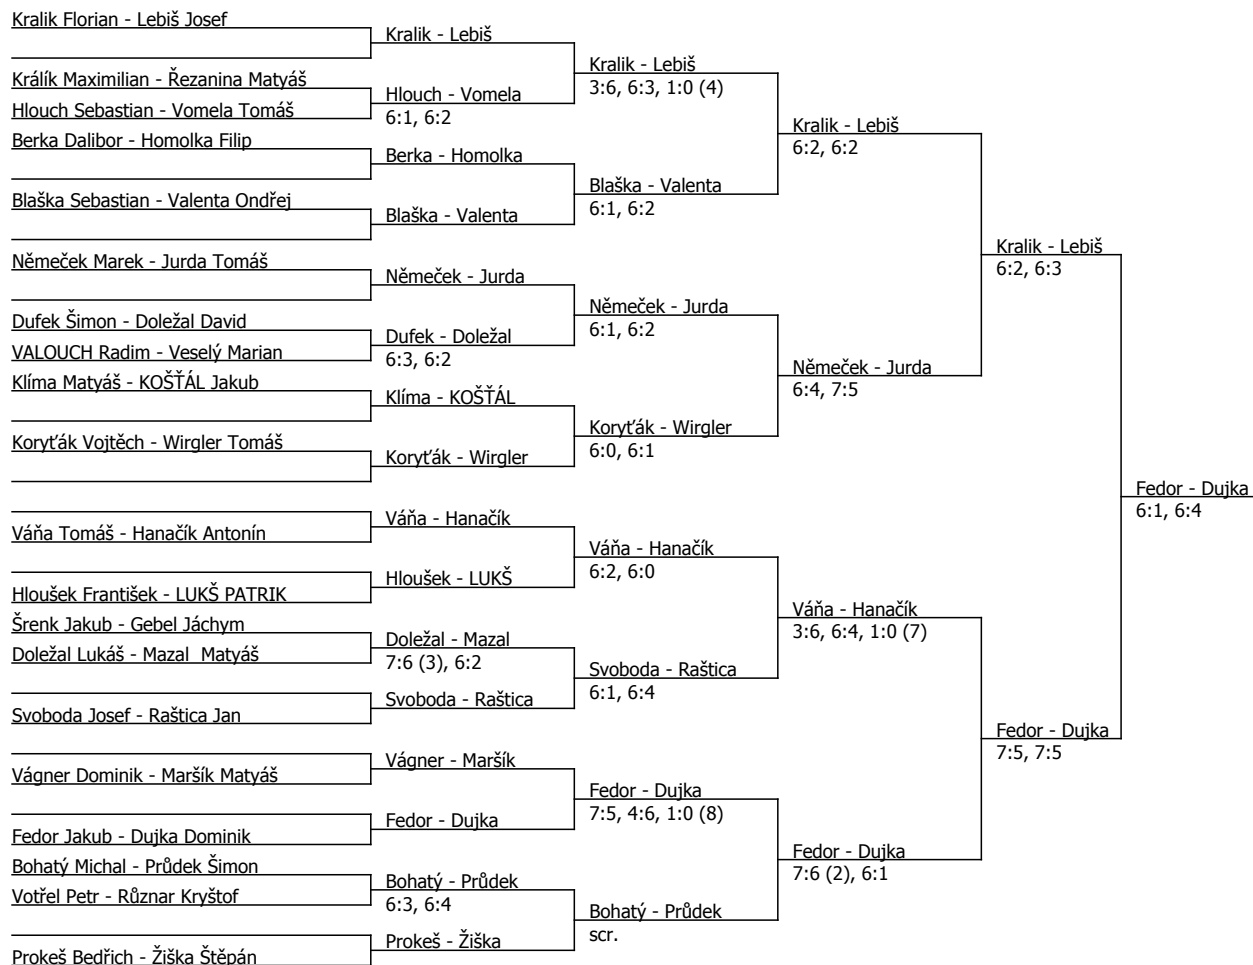 Kralik Florian - Lebiš Josef
Králík Maximilian - Řezanina Matyáš
Hlouch Sebastian - Vomela Tomáš
Berka Dalibor - Homolka Filip
Blaška Sebastian - Valenta Ondřej
Němeček Marek - Jurda Tomáš
Dufek Šimon - Doležal David
VALOUCH Radim - Veselý Marian
Klíma Matyáš - KOŠŤÁL Jakub
Koryťák Vojtěch - Wirgler Tomáš
Váňa Tomáš - Hanačík Antonín
Hloušek František - LUKŠ PATRIK
Šrenk Jakub - Gebel Jáchym
Doležal Lukáš - Mazal  Matyáš
Svoboda Josef - Raštica Jan
Vágner Dominik - Maršík Matyáš
Fedor Jakub - Dujka Dominik
Bohatý Michal - Průdek Šimon
Votřel Petr - Různar Kryštof
Prokeš Bedřich - Žiška Štěpán
Kralik - Lebiš
Hlouch - Vomela
6:1, 6:2
Berka - Homolka
Blaška - Valenta
Němeček - Jurda
Dufek - Doležal
6:3, 6:2
Klíma - KOŠŤÁL
Koryťák - Wirgler
Váňa - Hanačík
Hloušek - LUKŠ
Doležal - Mazal
7:6 (3), 6:2
Svoboda - Raštica
Vágner - Maršík
Fedor - Dujka
Bohatý - Průdek
6:3, 6:4
Prokeš - Žiška
Kralik - Lebiš
3:6, 6:3, 1:0 (4)
Blaška - Valenta
6:1, 6:2
Němeček - Jurda
6:1, 6:2
Koryťák - Wirgler
6:0, 6:1
Váňa - Hanačík
6:2, 6:0
Svoboda - Raštica
6:1, 6:4
Fedor - Dujka
7:5, 4:6, 1:0 (8)
Bohatý - Průdek
scr.
Kralik - Lebiš
6:2, 6:2
Němeček - Jurda
6:4, 7:5
Váňa - Hanačík
3:6, 6:4, 1:0 (7)
Fedor - Dujka
7:6 (2), 6:1
Kralik - Lebiš
6:2, 6:3
Fedor - Dujka
7:5, 7:5
Fedor - Dujka
6:1, 6:4